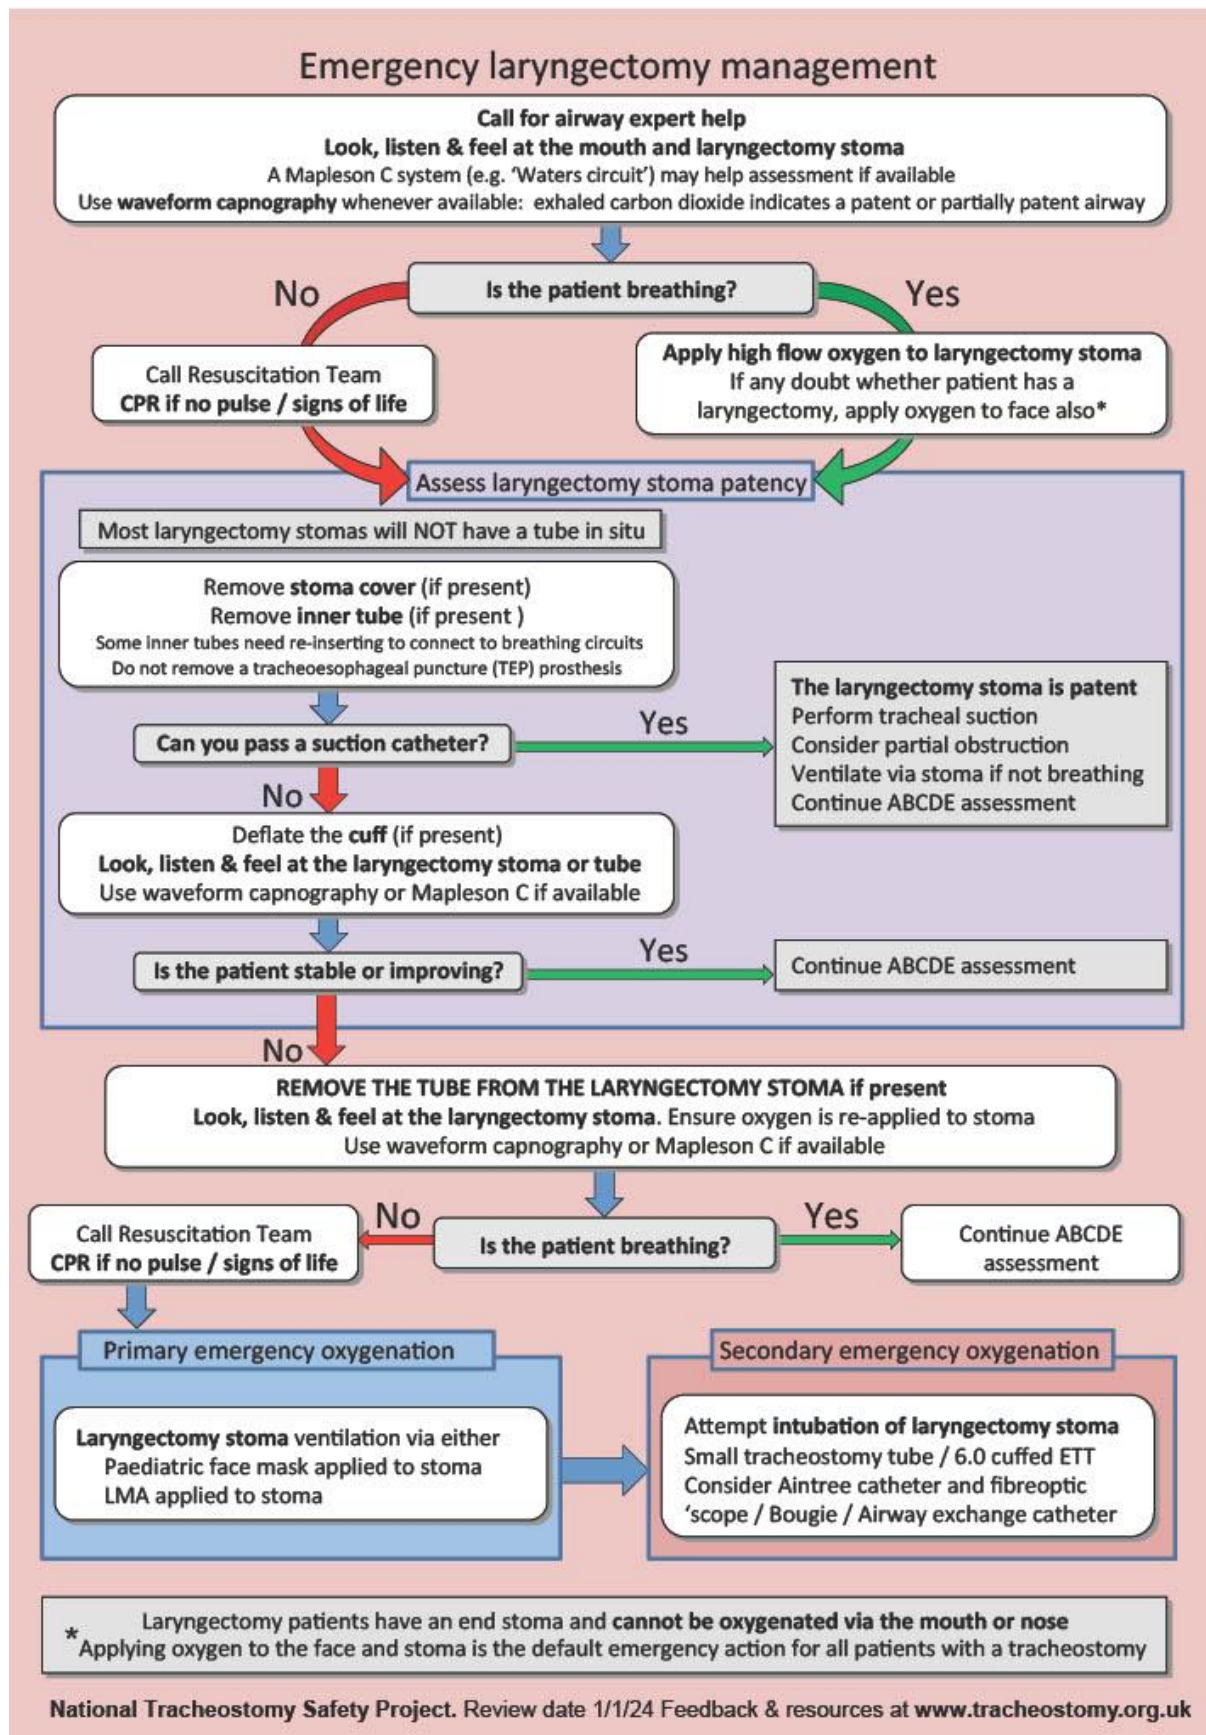 Emergency laryngectomy management
Call for airway expert help
Look, listen & feel at the mouth and laryngectomy stoma
A Mapleson C system (e.g. ‘Waters circuit’) may help assessment if available
Use waveform capnography whenever available: exhaled carbon dioxide indicates a patent or partially patent airway
Is the patient breathing?
No
Yes
Call Resuscitation Team
CPR if no pulse / signs of life
Apply high flow oxygen to laryngectomy stoma
If any doubt whether patient has a
laryngectomy, apply oxygen to face also*
Assess laryngectomy stoma patency
Most laryngectomy stomas will NOT have a tube in situ
Remove stoma cover (if present)
Remove inner tube (if present )
Some inner tubes need re-inserting to connect to breathing circuits
Do not remove a tracheoesophageal puncture (TEP) prosthesis
Can you pass a suction catheter?
Yes
The laryngectomy stoma is patent
Perform tracheal suction
Consider partial obstruction
Ventilate via stoma if not breathing
Continue ABCDE assessment
No
Deflate the cuff (if present)
Look, listen & feel at the laryngectomy stoma or tube
Use waveform capnography or Mapleson C if available
Is the patient stable or improving?
Yes
Continue ABCDE assessment
No
REMOVE THE TUBE FROM THE LARYNGECTOMY STOMA if present
Look, listen & feel at the laryngectomy stoma. Ensure oxygen is re-applied to stoma
Use waveform capnography or Mapleson C if available
Is the patient breathing?
No
Yes
Call Resuscitation Team
CPR if no pulse / signs of life
Continue ABCDE
assessment
Primary emergency oxygenation
Laryngectomy stoma ventilation via either
Paediatric face mask applied to stoma
LMA applied to stoma
Secondary emergency oxygenation
Attempt intubation of laryngectomy stoma
Small tracheostomy tube / 6.0 cuffed ETT
Consider Aintree catheter and fibreoptic
‘scope / Bougie / Airway exchange catheter
Laryngectomy patients have an end stoma and cannot be oxygenated via the mouth or nose
*Applying oxygen to the face and stoma is the default emergency action for all patients with a tracheostomy
National Tracheostomy Safety Project. Review date 1/1/24 Feedback & resources at www.tracheostomy.org.uk